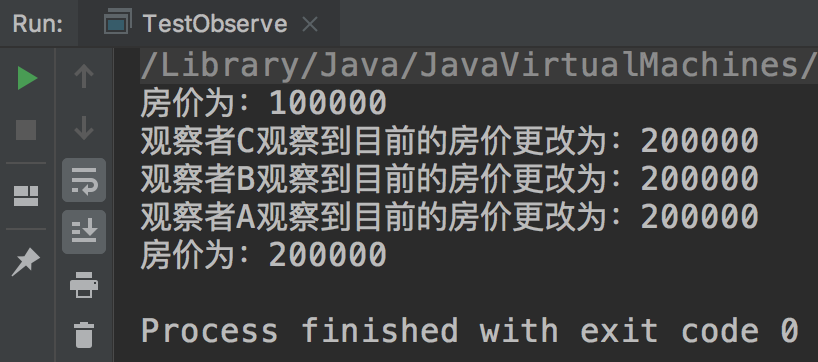 Run: TestObserve
/Library/Java/JavaVirtualMachines/
房价为：100000
观察者C观察到目前的房价更改为：200000
观察者B观察到目前的房价更改为：200000
观察者A观察到目前的房价更改为：200000
房价为：200000
Process finished with exit code 0